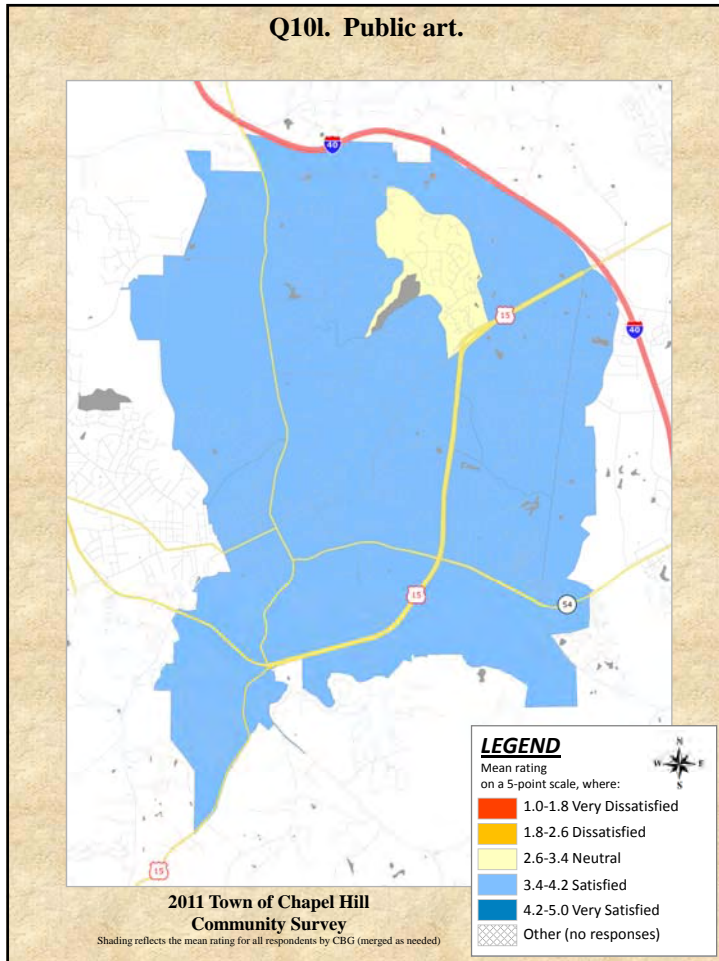 Q10l. Public art.
40
15
40
15
54
15
LEGEND
Mean rating
on a 5-point scale, where:
N
W E
S
1.0-1.8 Very Dissatisfied
1.8-2.6 Dissatisfied
2.6-3.4 Neutral
3.4-4.2 Satisfied
4.2-5.0 Very Satisfied
Other (no responses)
2011 Town of Chapel Hill
Community Survey
Shading reflects the mean rating for all respondents by CBG (merged as needed)